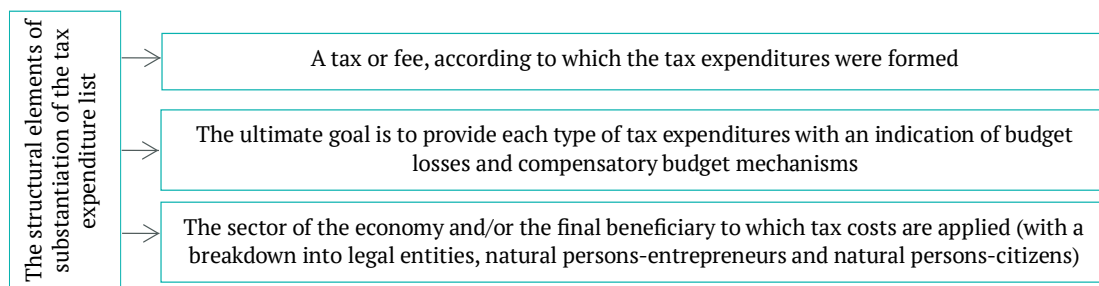 The structural elements of
substantiation of the tax
expenditure list
A tax or fee, according to which the tax expenditures were formed
The ultimate goal is to provide each type of tax expenditures with an indication of budget
losses and compensatory budget mechanisms
The sector of the economy and/or the final beneficiary to which tax costs are applied (with a
breakdown into legal entities, natural persons-entrepreneurs and natural persons-citizens)